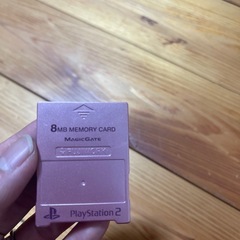 8MB MEMORY CARD
MAGICGATE
PlayStation 2